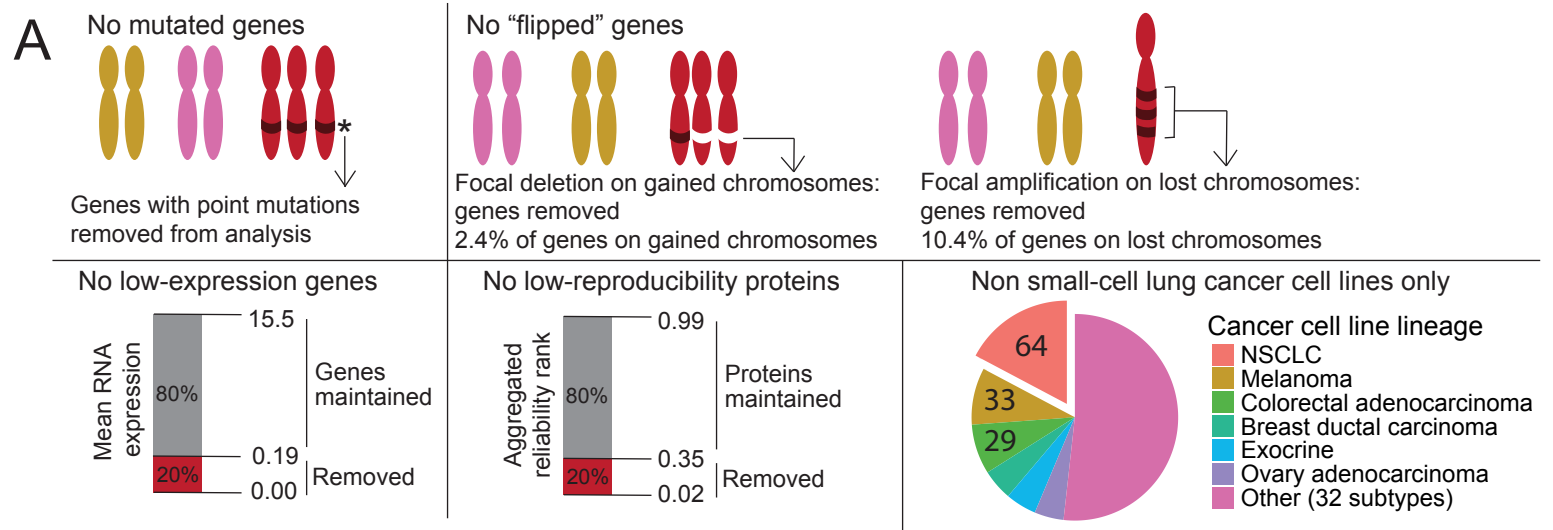 A
No mutated genes
*
Genes with point mutations
removed from analysis
No “flipped” genes
Focal deletion on gained chromosomes:
genes removed
2.4% of genes on gained chromosomes
Focal amplification on lost chromosomes:
genes removed
10.4% of genes on lost chromosomes
No low-expression genes
Mean RNA
expression
80%
20%
15.5
0.19
0.00
Genes
maintained
Removed
No low-reproducibility proteins
Aggregated
reliability rank
80%
20%
0.99
0.35
0.02
Proteins
maintained
Removed
Non small-cell lung cancer cell lines only
64
33
29
Cancer cell line lineage
NSCLC
Melanoma
Colorectal adenocarcinoma
Breast ductal carcinoma
Exocrine
Ovary adenocarcinoma
Other (32 subtypes)